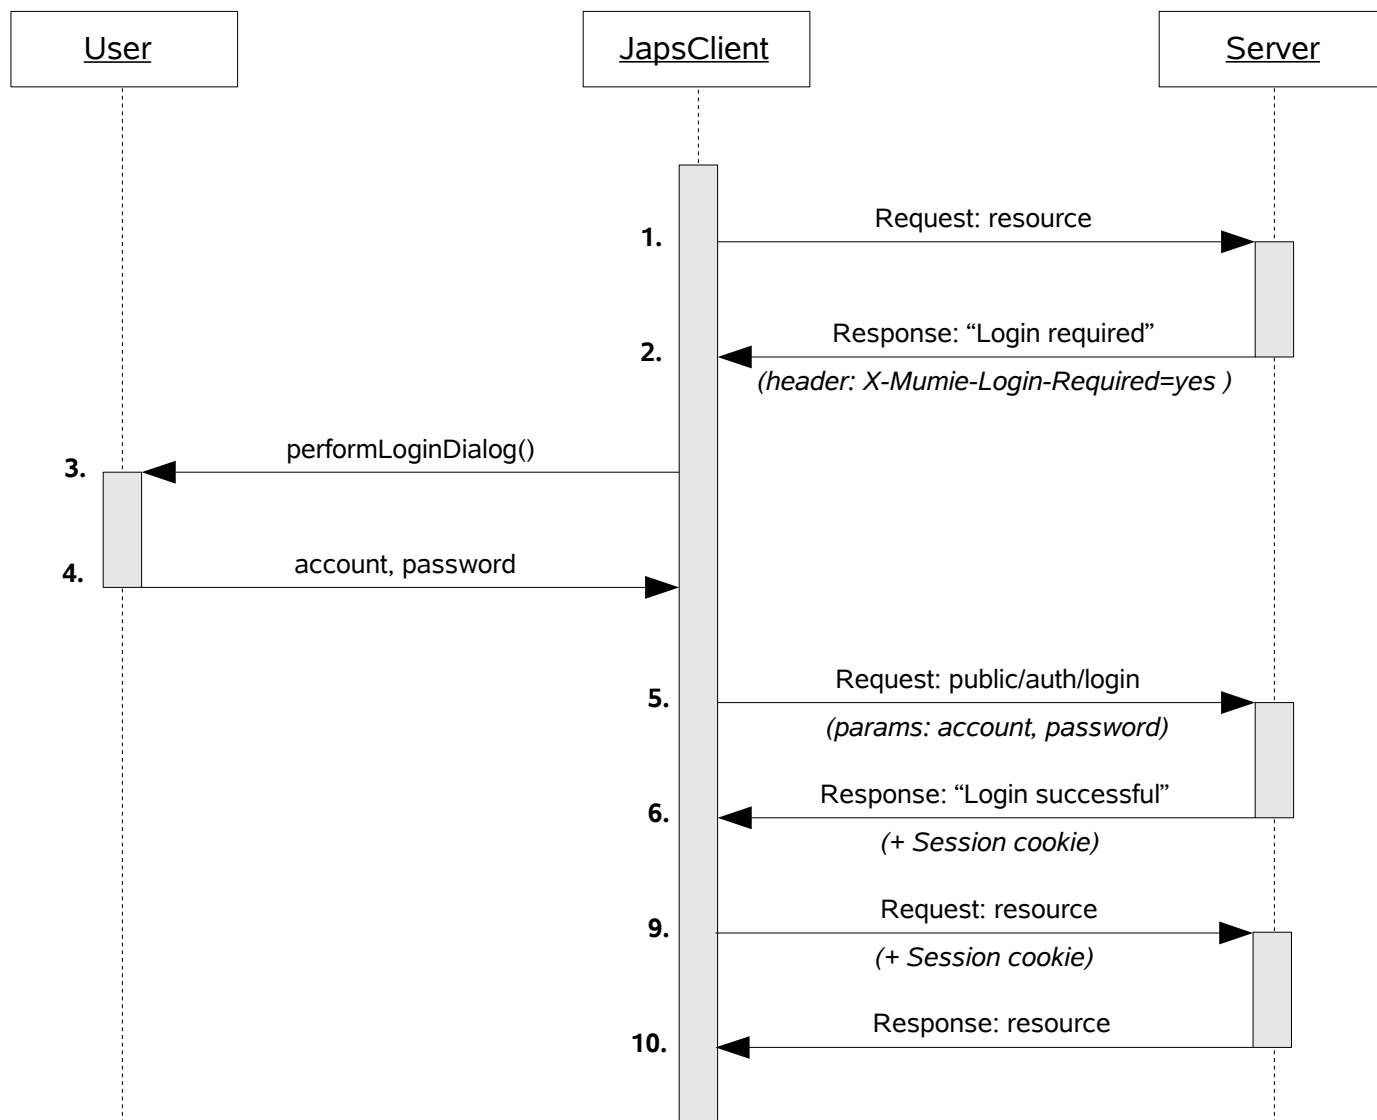 User
JapsClient
Server
Request: resource
1.
Response: “Login required”
2.
(header: X-Mumie-Login-Required=yes )
performLoginDialog()
3.
account, password
4.
Request: public/auth/login
5.
(params: account, password)
Response: “Login successful”
6.
(+ Session cookie)
Request: resource
9.
(+ Session cookie)
Response: resource
10.